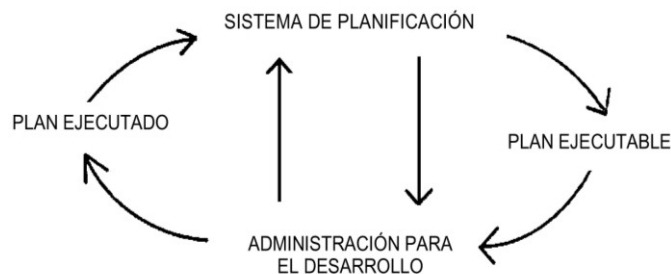 SISTEMA DE PLANIFICACIÓN
PLAN EJECUTADO
PLAN EJECUTABLE
ADMINISTRACIÓN PARA
EL DESARROLLO